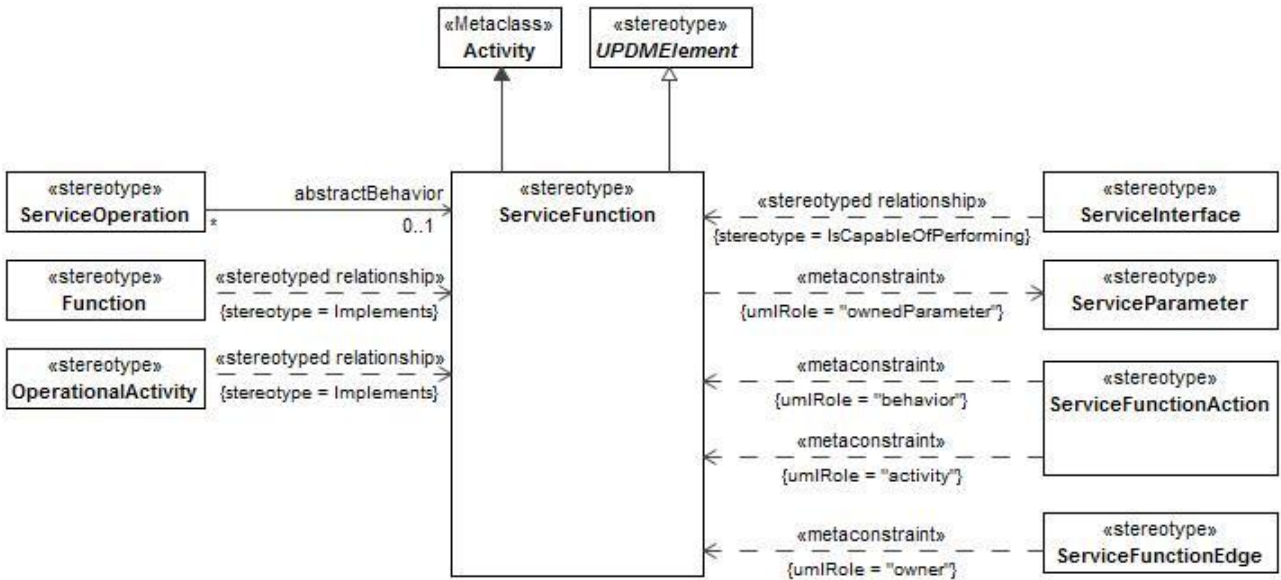 «Metaclass»
Activity
«stereotype»
UPDMElement
«stereotype»
ServiceOperation
abstractBehavior
*
0..1
«stereotype»
Function
«stereotyped relationship»
{stereotype = Implements}
«stereotype»
OperationalActivity
«stereotyped relationship»
{stereotype = Implements}
«stereotype»
ServiceFunction
«stereotyped relationship»
{stereotype = IsCapableOfPerforming}
«stereotype»
ServiceInterface
«metaconstraint»
{umlRole = "ownedParameter"}
«stereotype»
ServiceParameter
«metaconstraint»
{umlRole = "behavior"}
«metaconstraint»
{umlRole = "activity"}
«stereotype»
ServiceFunctionAction
«metaconstraint»
{umlRole = "owner"}
«stereotype»
ServiceFunctionEdge